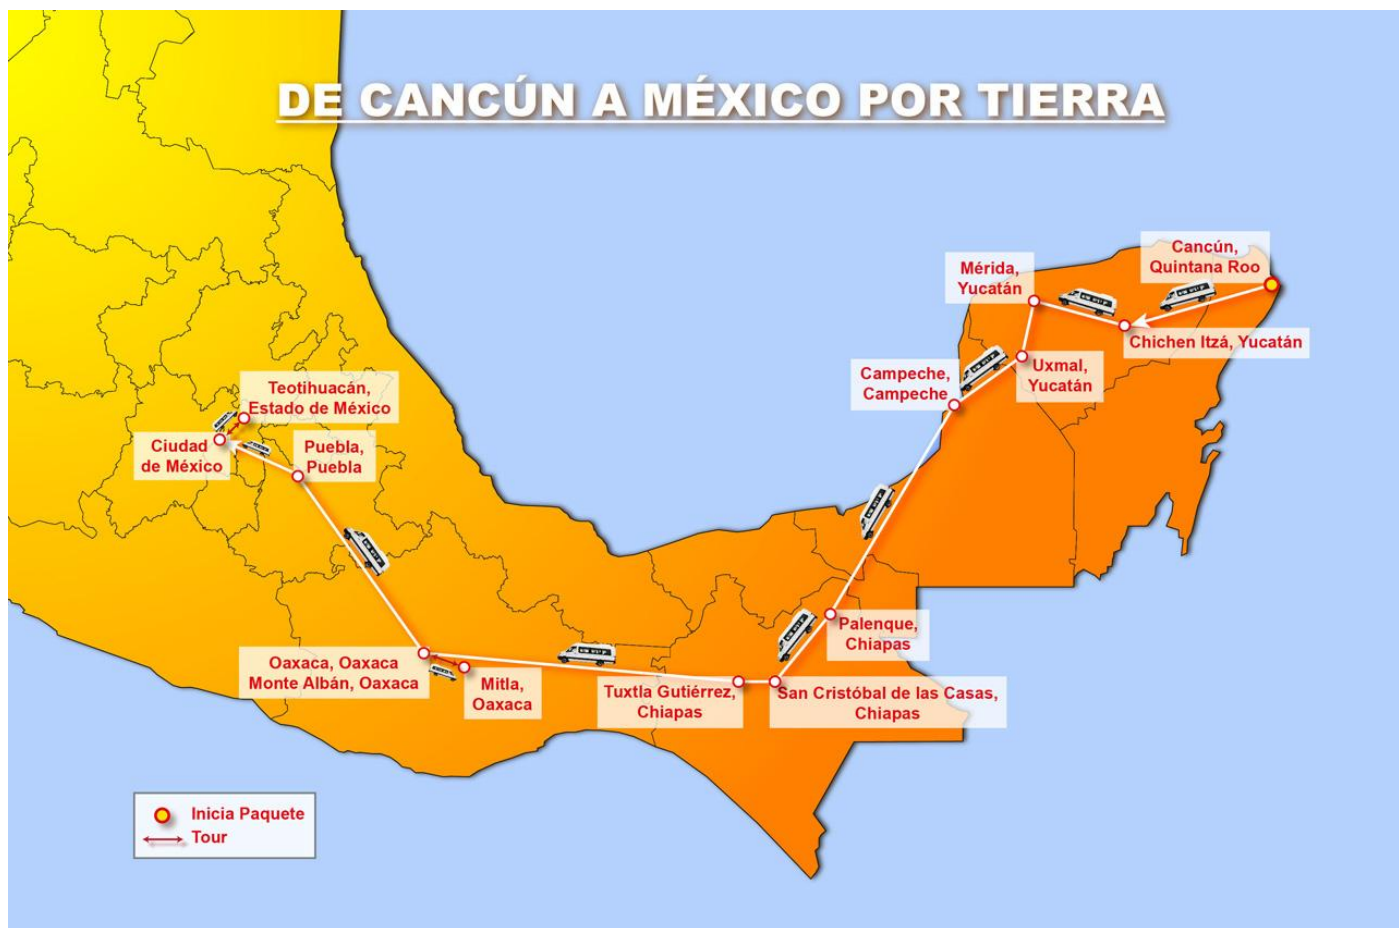 DE CANCÚN A MÉXICO POR TIERRA
Cancún,
Quintana Roo
Mérida,
Yucatán
Chichen Itzá, Yucatán
Uxmal,
Yucatán
Campeche,
Campeche
Teotihuacán,
Estado de México
Ciudad
de México
Puebla,
Puebla
Palenque,
Chiapas
Oaxaca, Oaxaca
Monte Albán, Oaxaca
Mitla,
Oaxaca
Tuxtla Gutiérrez,
Chiapas
San Cristóbal de las Casas,
Chiapas
Inicia Paquete
Tour